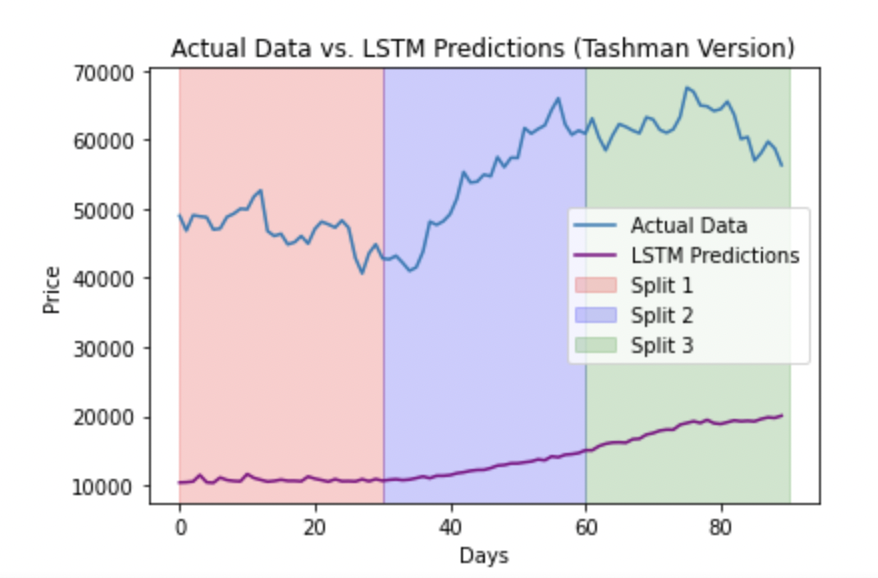 Actual Data vs. LSTM Predictions (Tashman Version)
70000
60000
50000
40000
30000
20000
10000
Price
Actual Data
LSTM Predictions
Split 1
Split 2
Split 3
0 20 40 60 80
Days